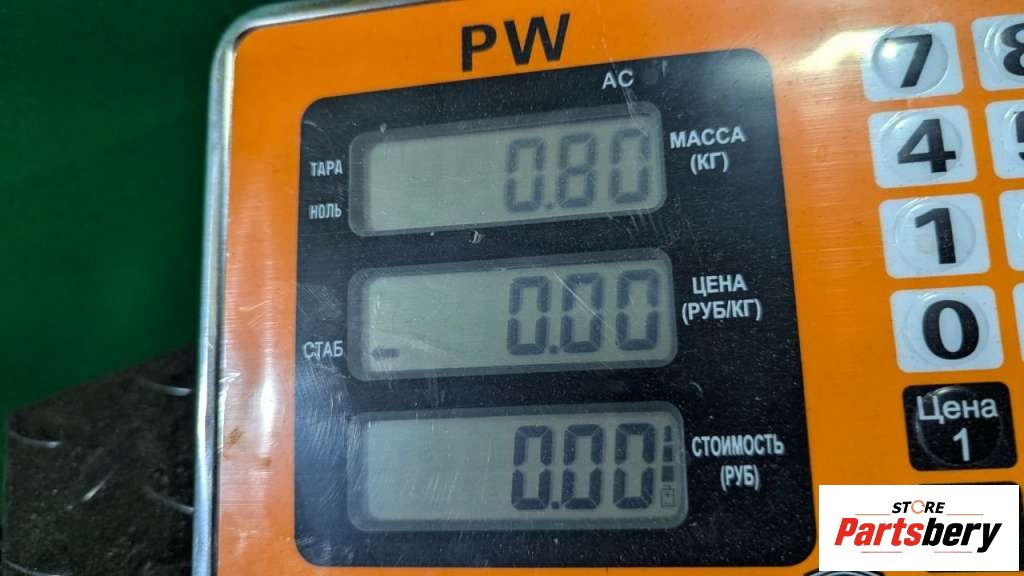 PW
AC
ТАРА
НОЛЬ
0.80
МАССА
(КГ)
СТАБ
0.00
ЦЕНА
(РУБ/КГ)
0.00
СТОИМОСТЬ
(РУБ)
7
4
1
0
Цена
1
STORE
Partsbery